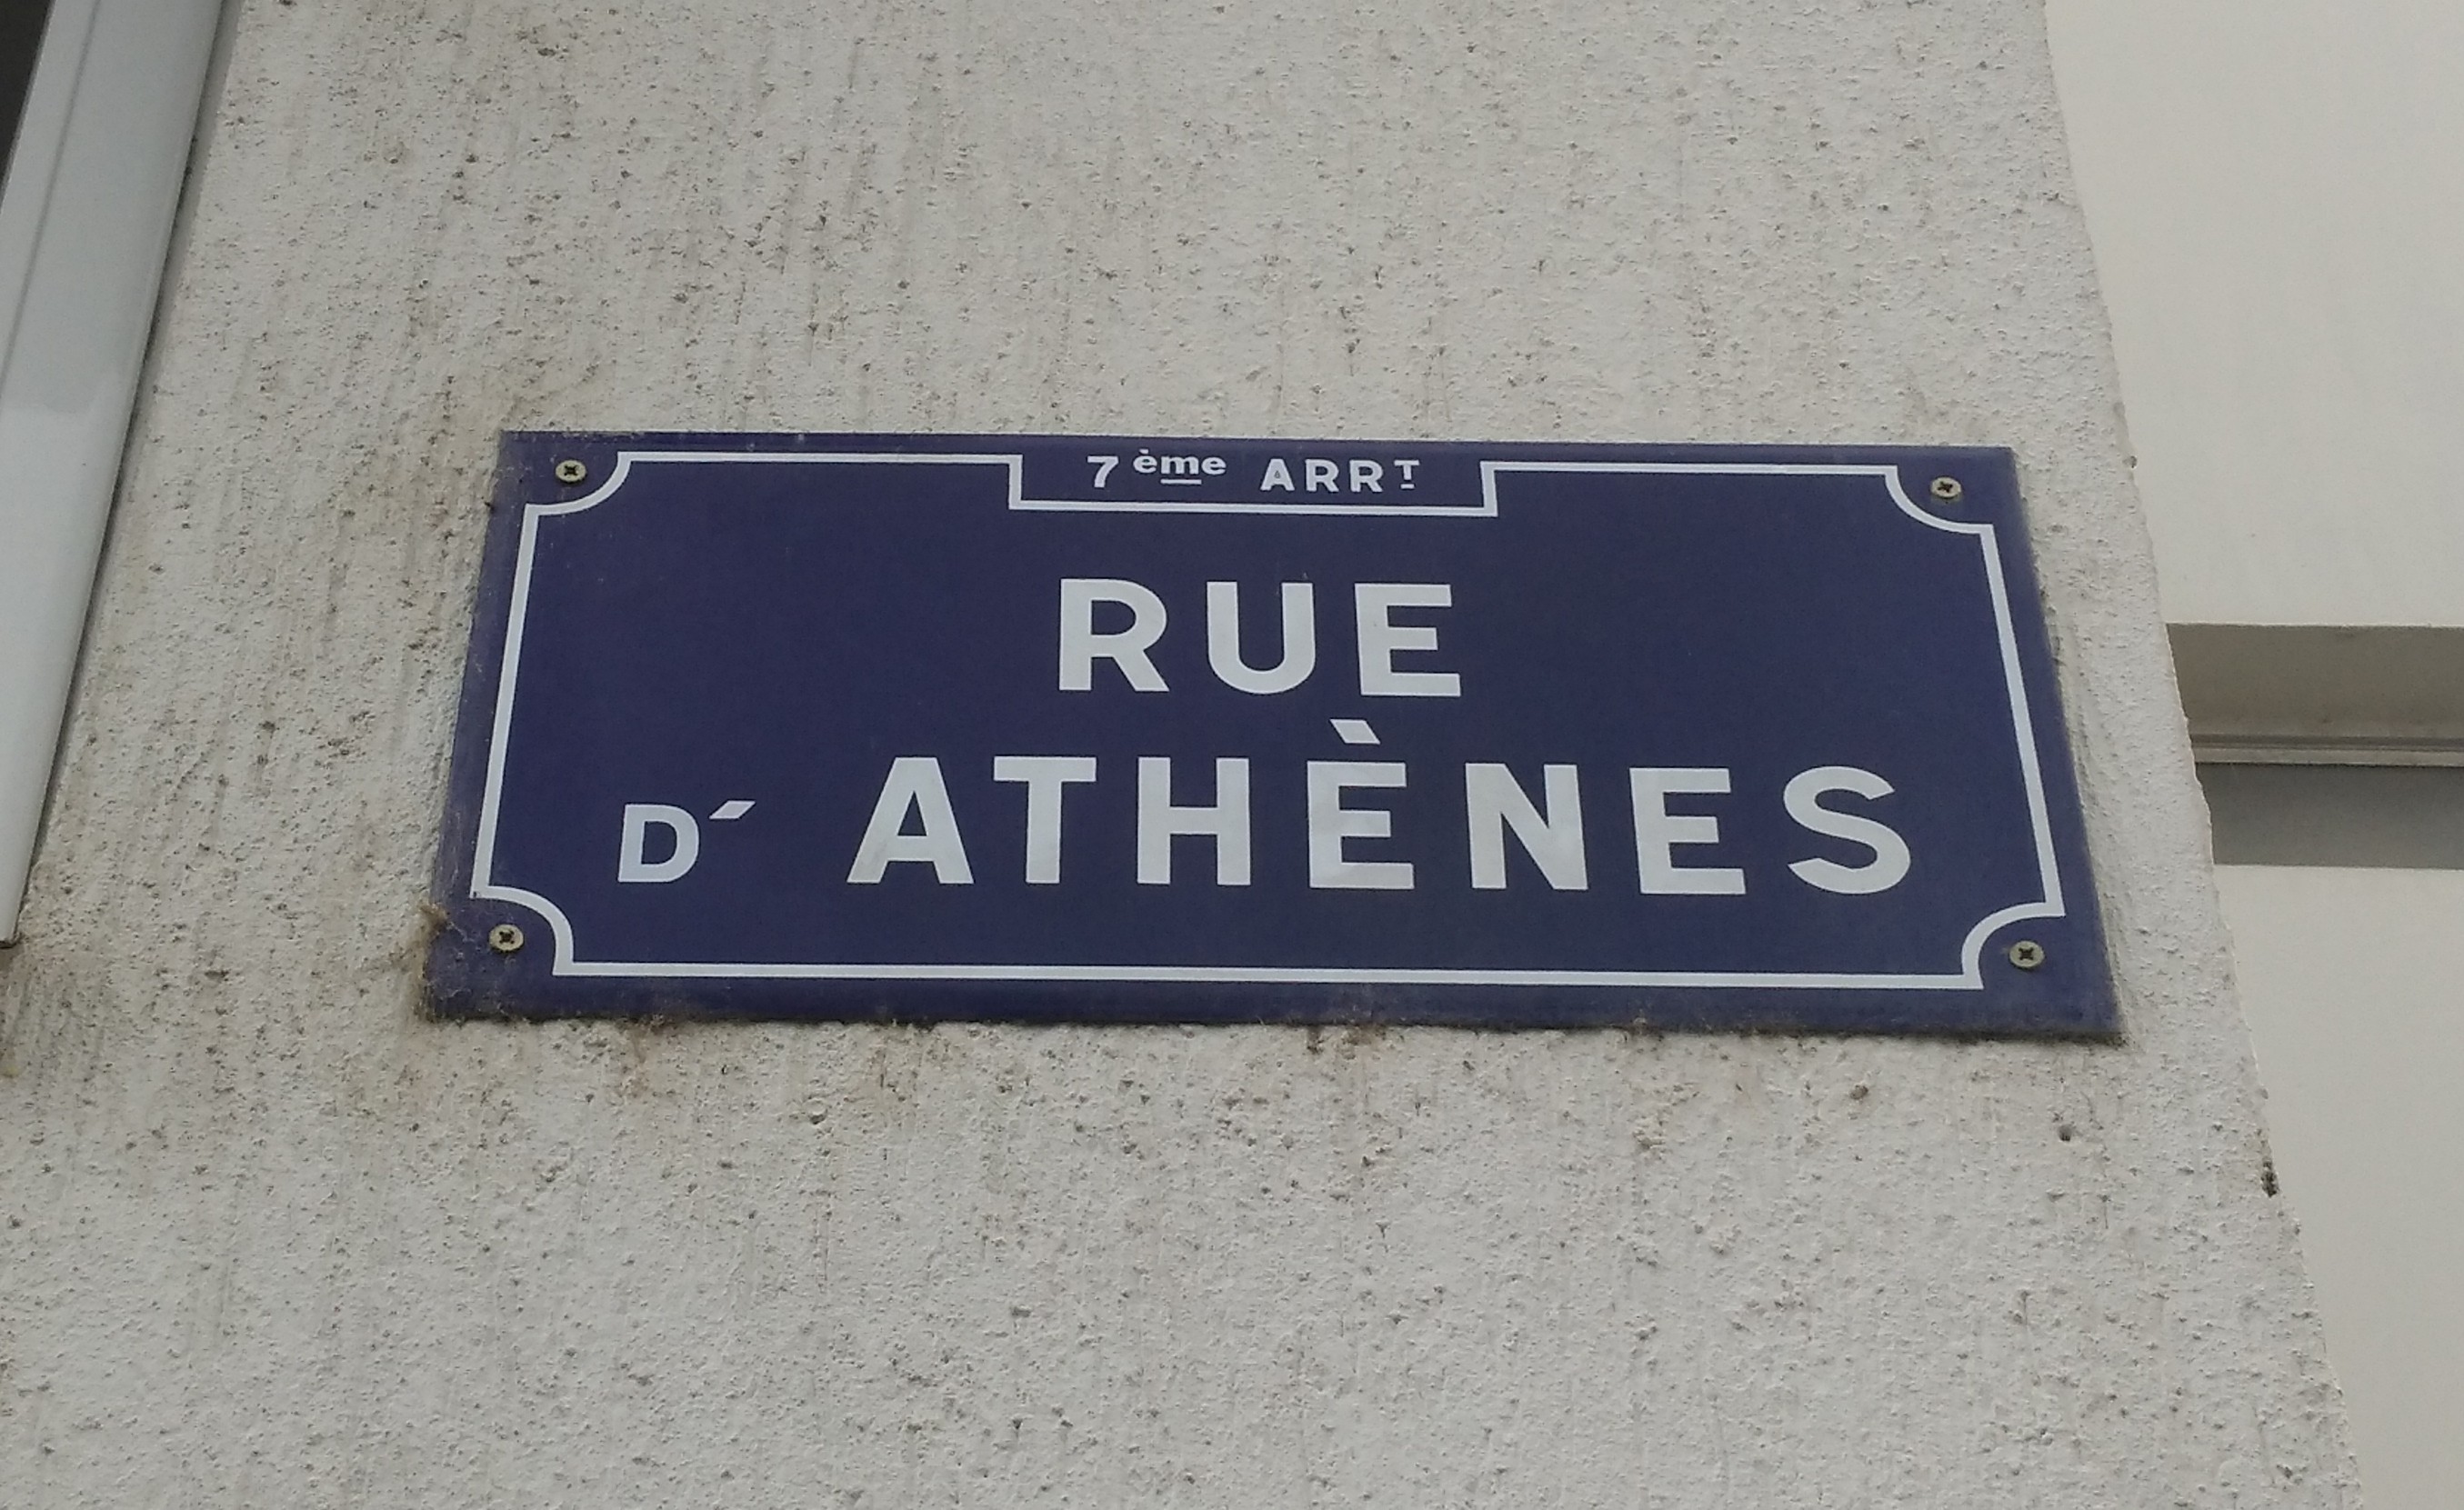 7ème ARRT
RUE
D' ATHÈNES